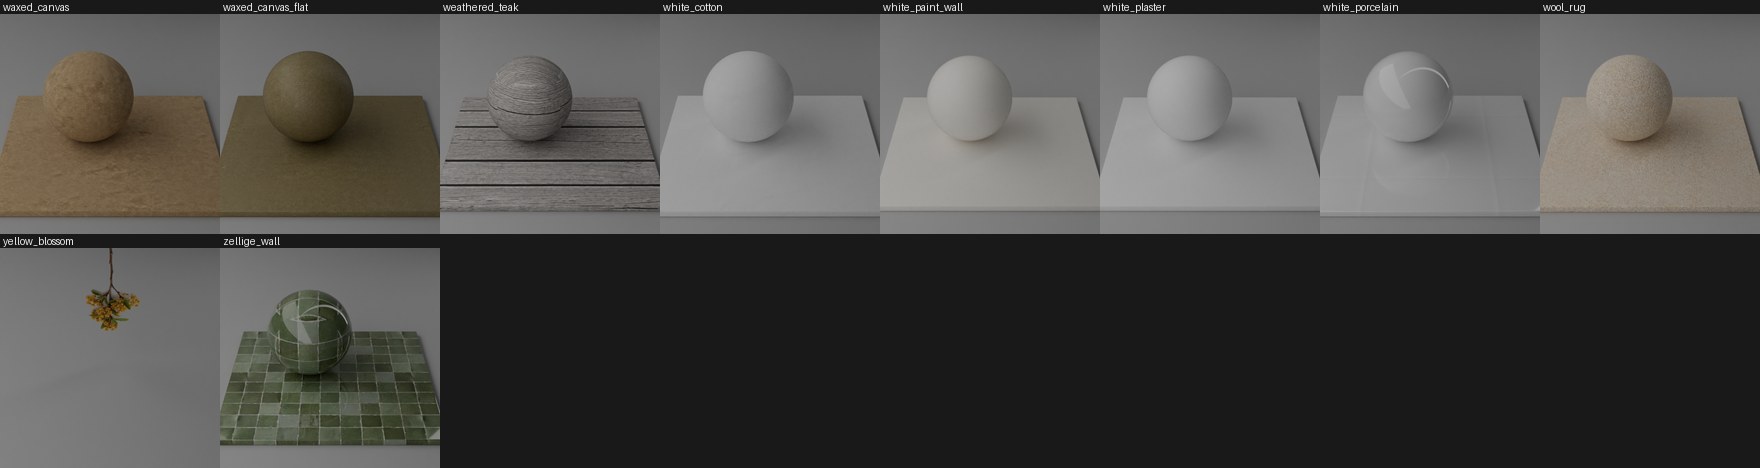 waxed_canvas
waxed_canvas_flat
weathered_teak
white_cotton
white_paint_wall
white_plaster
white_porcelain
wool_rug
yellow_blossom
zellige_wall